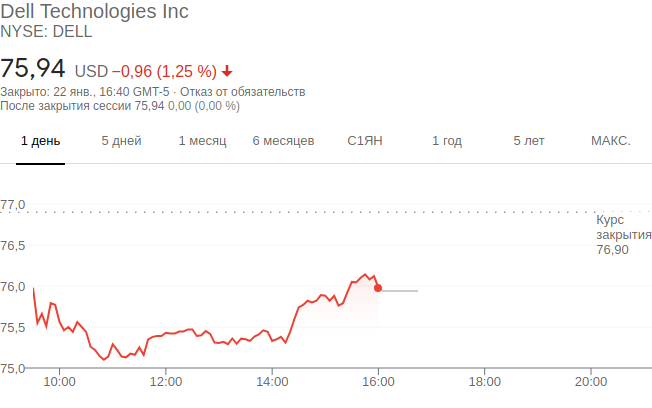 Dell Technologies Inc
NYSE: DELL
75,94 USD −0,96 (1,25 %)
Закрыто: 22 янв., 16:40 GMT-5 · Отказ от обязательств
После закрытия сессии 75,94 0,00 (0,00 %)
1 день 5 дней 1 месяц 6 месяцев С1ЯН 1 год 5 лет МАКС.
77,0
Курс
закрытия
76,90
76,5
76,0
75,5
75,0
10:00 12:00 14:00 16:00 18:00 20:00